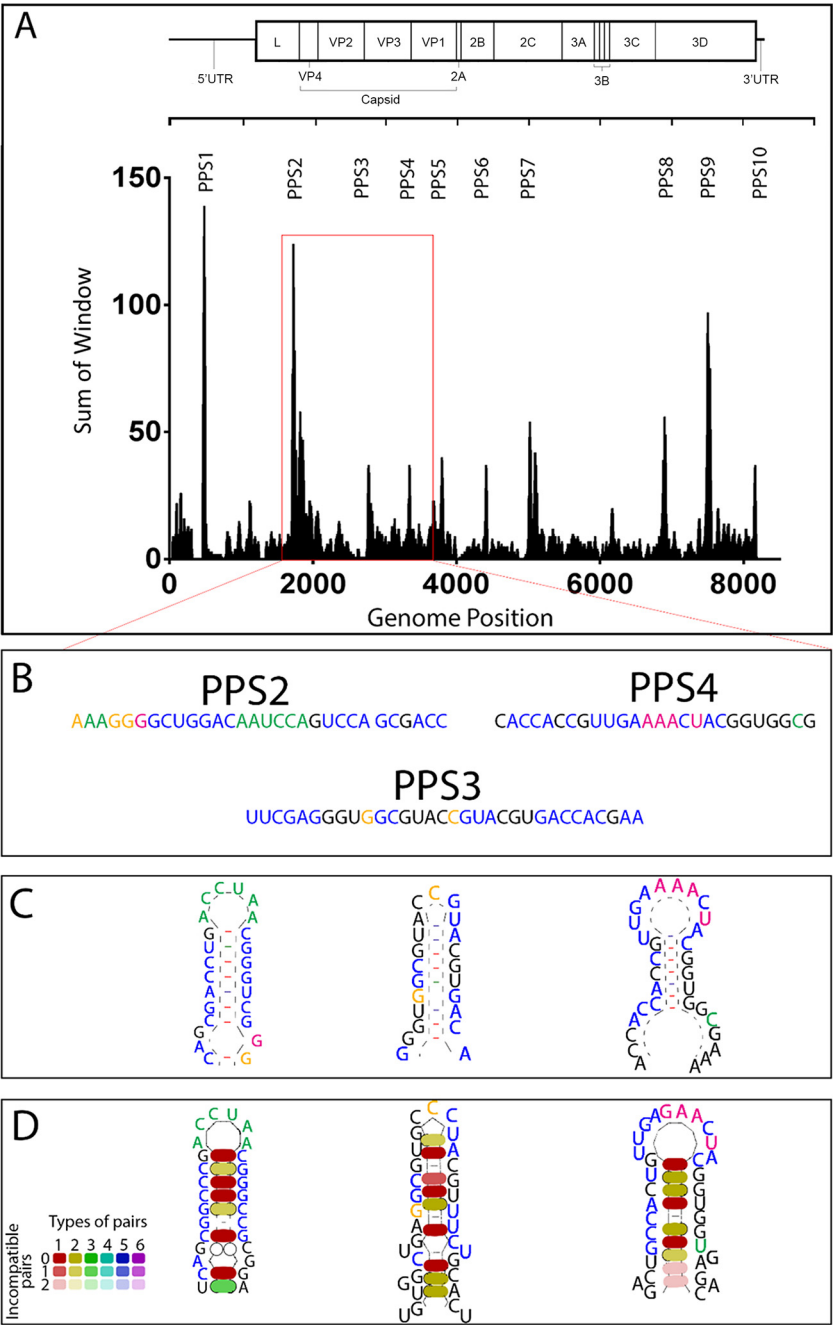 A
L VP2 VP3 VP1 2B 2C 3A 3C 3D
5'UTR VP4 2A 3B 3'UTR
Capsid
PPS1 PPS2 PPS3 PPS4 PPS5 PPS6 PPS7 PPS8 PPS9 PPS10
150
100
50
0
Sum of Window
0 2000 4000 6000 8000
Genome Position
B
PPS2 PPS4
AAAGGGGCUGGACAAUCCAGUCCA GCGACC CACCACCGUUGAAAACUACGGUGGCG
PPS3
UUCGAGGGUGGCGUACCGUACGUGACCACGAA
C
D
Types of pairs
1 2 3 4 5 6
Incompatible pairs
0
1
2